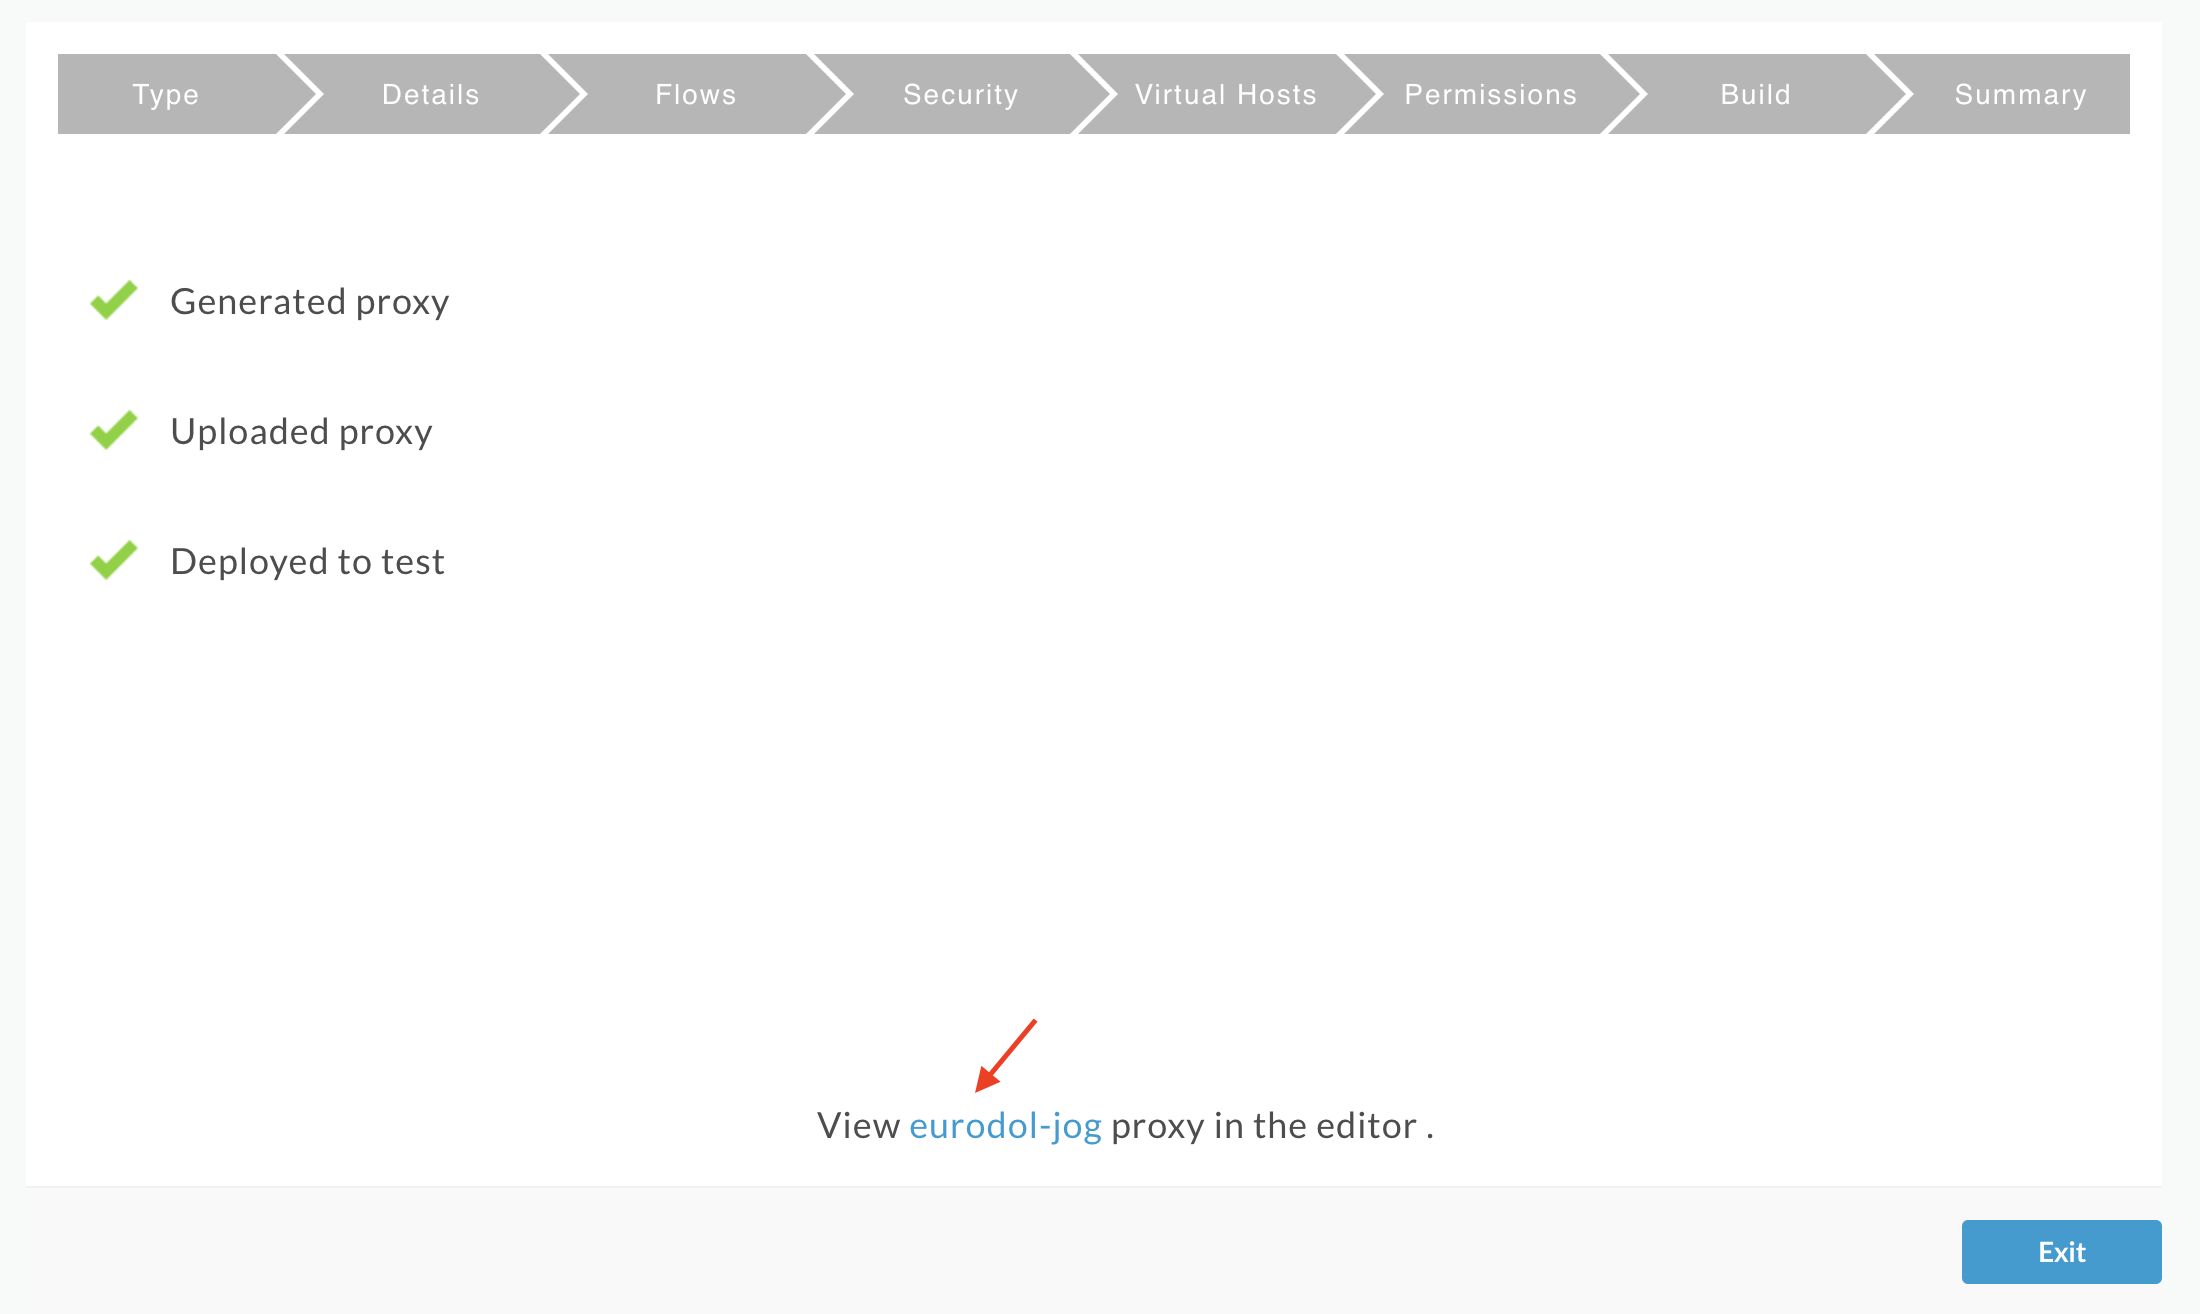 Type Details Flows Security Virtual Hosts Permissions Build Summary
Generated proxy
Uploaded proxy
Deployed to test
View eurodol-jog proxy in the editor .
Exit